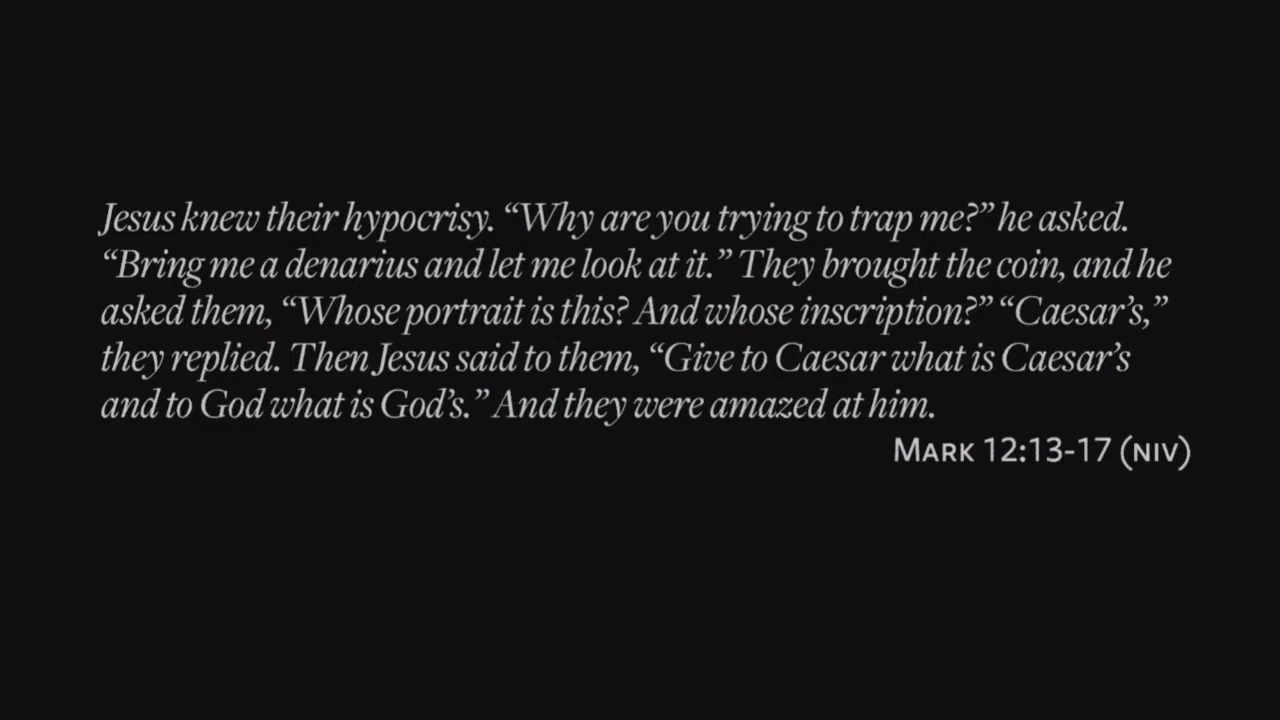 Jesus knew their hypocrisy. “Why are you trying to trap me?” he asked.
“Bring me a denarius and let me look at it.” They brought the coin, and he
asked them, “Whose portrait is this? And whose inscription?” “Caesar’s,”
they replied. Then Jesus said to them, “Give to Caesar what is Caesar’s
and to God what is God’s.” And they were amazed at him.
Mark 12:13-17 (NIV)